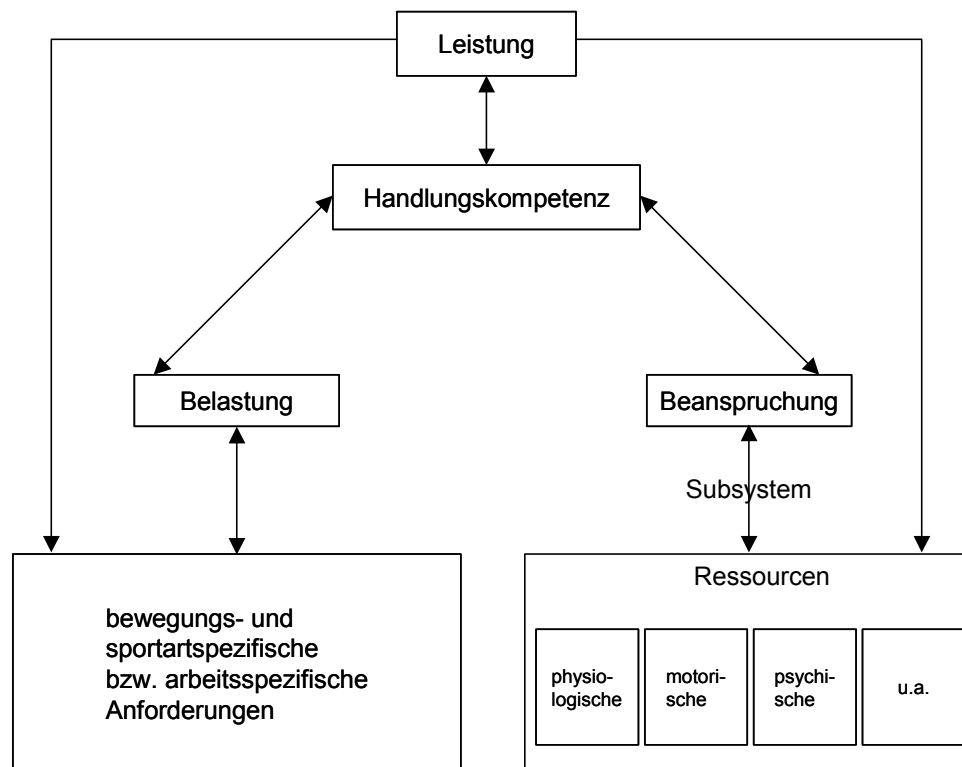 Leistung
Handlungskompetenz
Belastung
Beanspruchung
Subsystem
bewegungs- und
sportartspezifische
bzw. arbeitsspezifische
Anforderungen
Ressourcen
physio-
logische
motori-
sche
psychi-
sche
u.a.